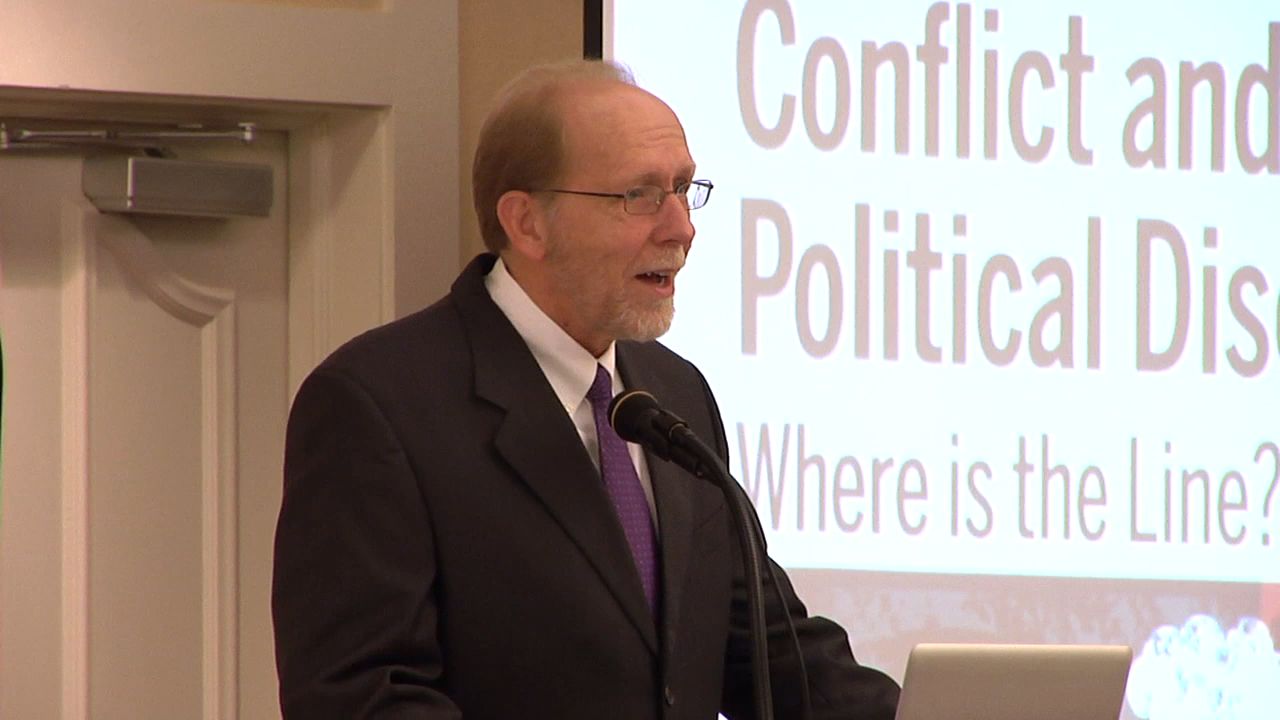 Conflict and
Political Dis
Where is the Line?